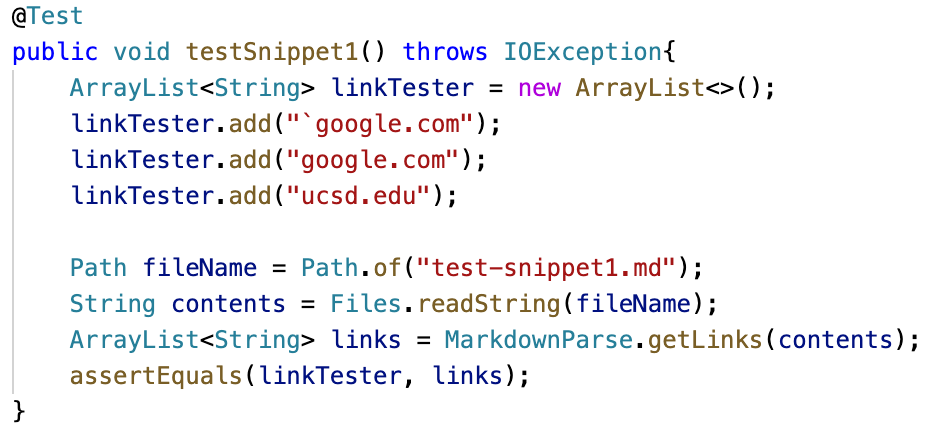 @Test
public void testSnippet1() throws IOException{
    ArrayList<String> linkTester = new ArrayList<>();
    linkTester.add("`google.com");
    linkTester.add("google.com");
    linkTester.add("ucsd.edu");

    Path fileName = Path.of("test-snippet1.md");
    String contents = Files.readString(fileName);
    ArrayList<String> links = MarkdownParse.getLinks(contents);
    assertEquals(linkTester, links);
}